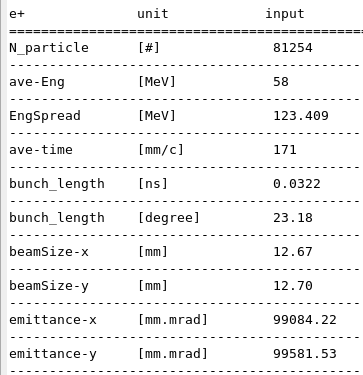 e+ unit input
N_particle [#] 81254
ave-Eng [MeV] 58
EngSpread [MeV] 123.409
ave-time [mm/c] 171
bunch_length [ns] 0.0322
bunch_length [degree] 23.18
beamSize-x [mm] 12.67
beamSize-y [mm] 12.70
emittance-x [mm.mrad] 99084.22
emittance-y [mm.mrad] 99581.53